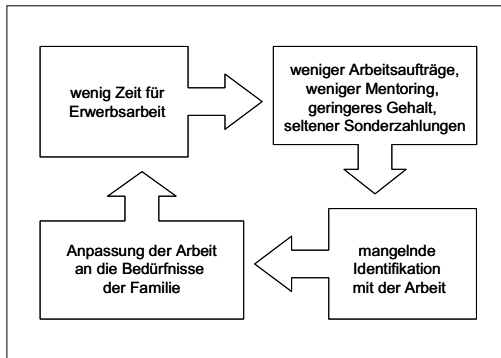 wenig Zeit für
Erwerbsarbeit
weniger Arbeitsaufträge,
weniger Mentoring,
geringeres Gehalt,
seltener Sonderzahlungen
mangelnde
Identifikation
mit der Arbeit
Anpassung der Arbeit
an die Bedürfnisse
der Familie